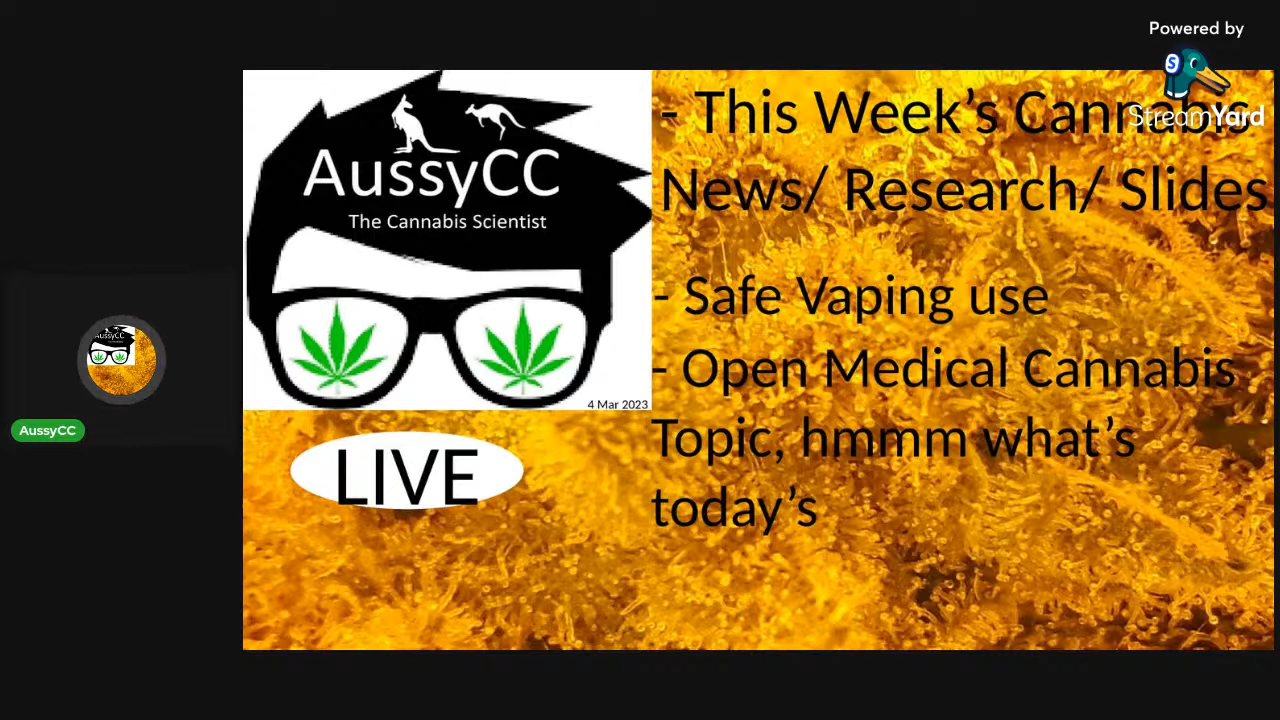 Powered by
StreamYard
AussyCC
The Cannabis Scientist
4 Mar 2023
- This Week's Cannabis
News/ Research/ Slides
- Safe Vaping use
- Open Medical Cannabis
Topic, hmmm what's
today's
LIVE
AussyCC
AussyCC